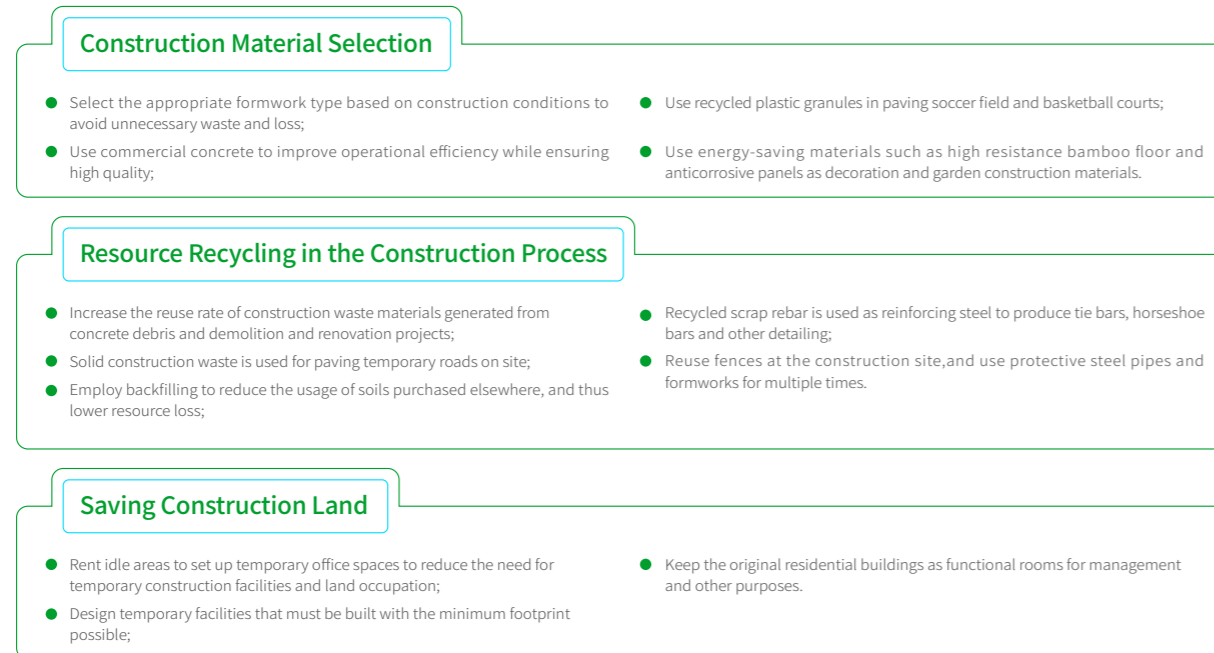 Construction Material Selection
Select the appropriate formwork type based on construction conditions to
avoid unnecessary waste and loss;
Use commercial concrete to improve operational efficiency while ensuring
high quality;
Use recycled plastic granules in paving soccer field and basketball courts;
Use energy-saving materials such as high resistance bamboo floor and
anticorrosive panels as decoration and garden construction materials.
Resource Recycling in the Construction Process
Increase the reuse rate of construction waste materials generated from
concrete debris and demolition and renovation projects;
Solid construction waste is used for paving temporary roads on site;
Employ backfilling to reduce the usage of soils purchased elsewhere, and thus
lower resource loss;
Recycled scrap rebar is used as reinforcing steel to produce tie bars, horseshoe
bars and other detailing;
Reuse fences at the construction site,and use protective steel pipes and
formworks for multiple times.
Saving Construction Land
Rent idle areas to set up temporary office spaces to reduce the need for
temporary construction facilities and land occupation;
Design temporary facilities that must be built with the minimum footprint
possible;
Keep the original residential buildings as functional rooms for management
and other purposes.